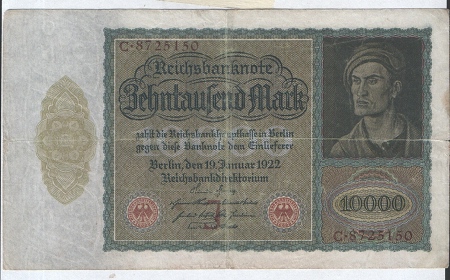 C·8725150
Reichsbanknote
Zehntausend Mark
zahlt die Reichsbankhauptkasse in Berlin
gegen diese Banknote dem Einlieferer
Berlin, den 19. Januar 1922
Reichsbankdirektorium
10000
C·8725150